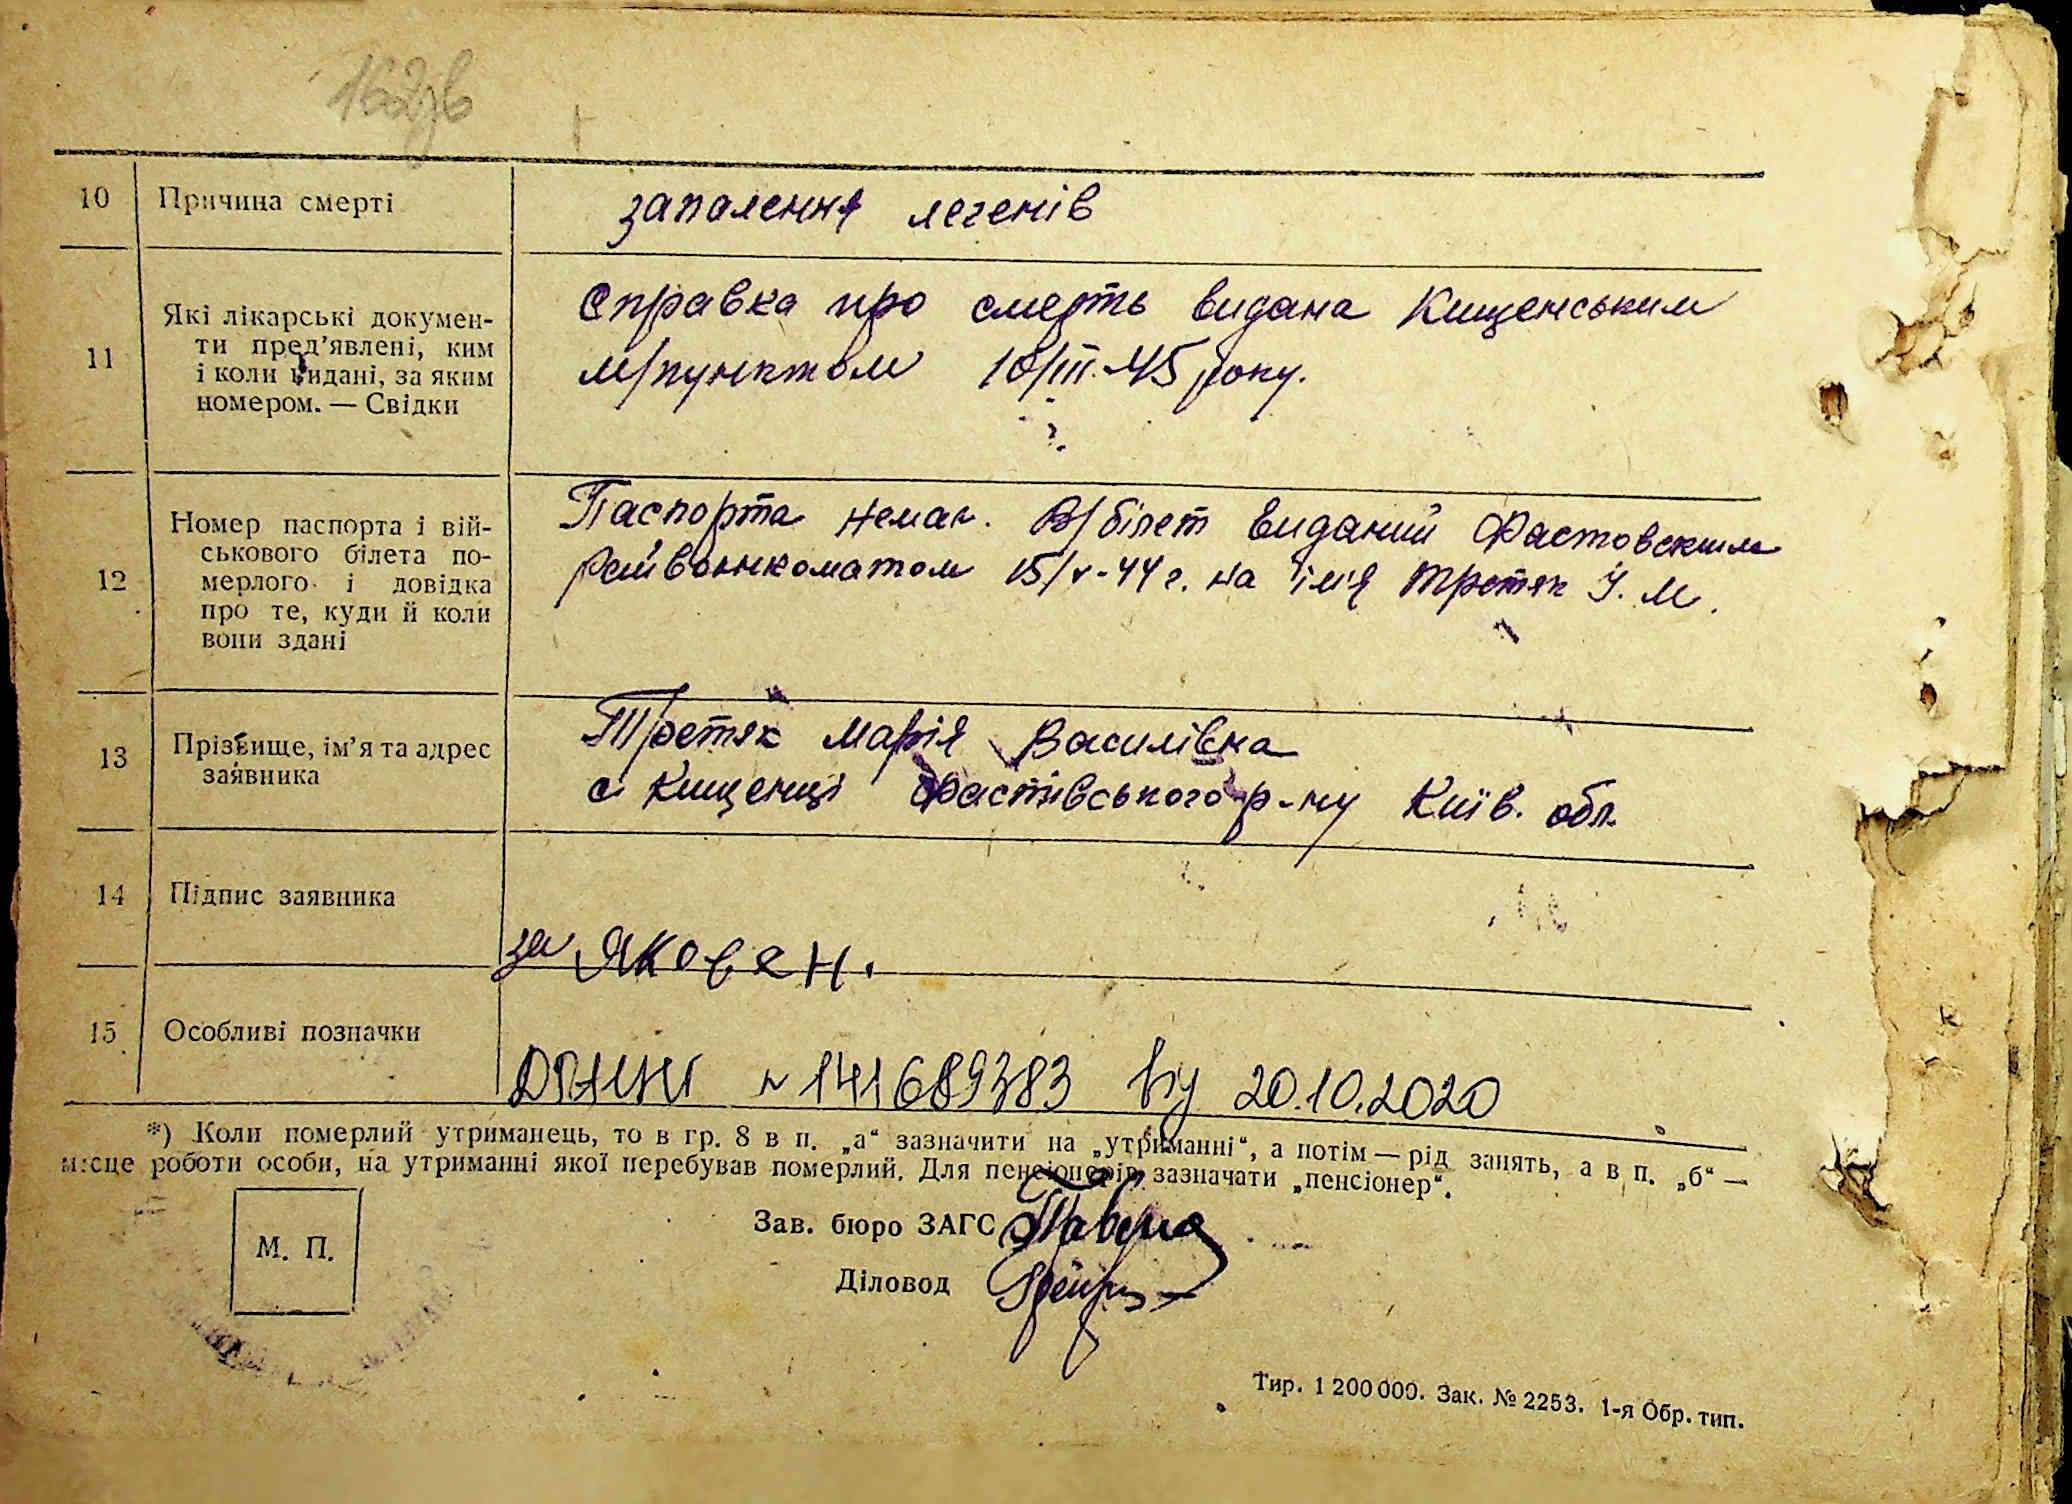 162зв
10 Причина смерті запалення легенів
11 Які лікарські докумен-
ти пред'явлені, ким
і коли видані, за яким
номером. — Свідки
Справка про смерть видана Кищенським
м/пунктом 10/III-45 року.
12 Номер паспорта і вій-
ськового білета по-
мерлого і довідка
про те, куди й коли
вони здані
Паспорта немає. В/білет виданий Фастовским
Райвоєнкоматом 15/v-44 г. на ім'я Третяк І. М.
13 Прізвище, ім'я та адрес
заявника
Третяк Марія Василівна
с Кищенці Фастівського р-ну Київ. обл.
14 Підпис заявника
за Яковен.
15 Особливі позначки
№ 141689383 від 20.10.2020
*) Коли померлий утриманець, то в гр. 8 в п. „а" зазначити на „утриманні", а потім — рід занять, а в п. „б" —
місце роботи особи, на утриманні якої перебував померлий. Для пенсіонерів зазначати „пенсіонер".
М. П.
Зав. бюро ЗАГС
Діловод
Тир. 1 200 000. Зак. № 2253. 1-я Обр. тип.